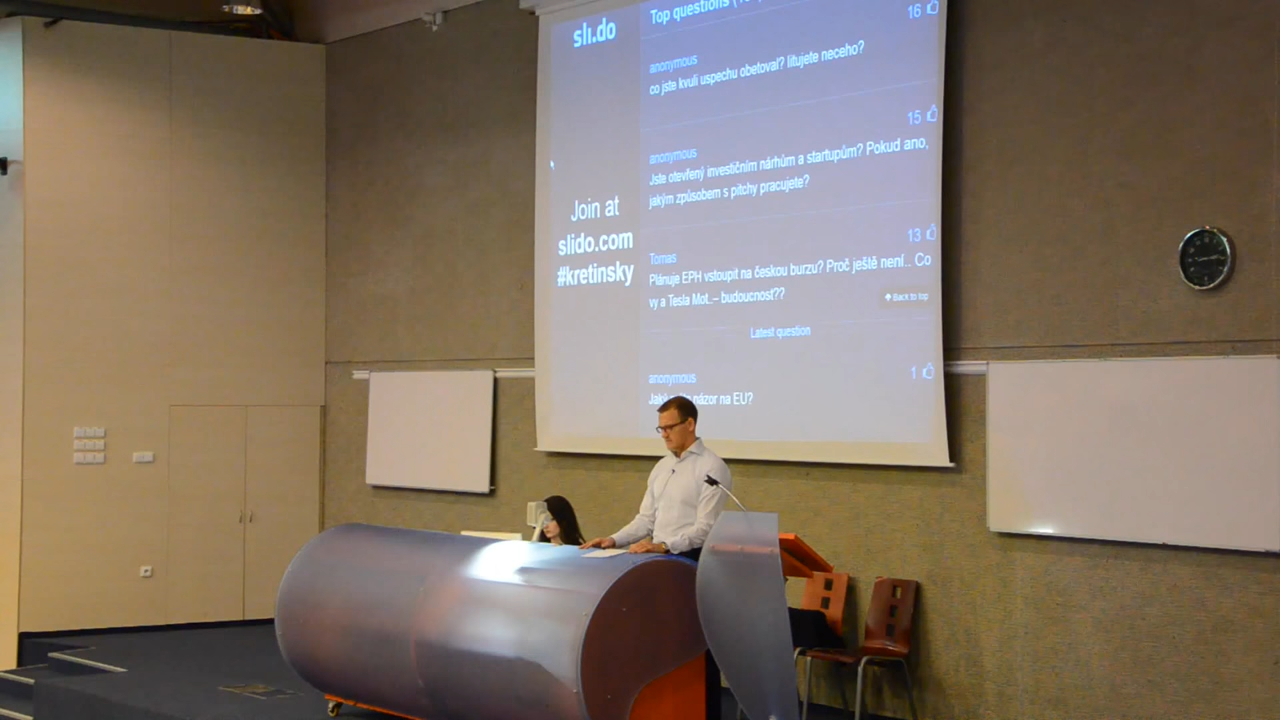 sli.do
Join at
slido.com
#kretinsky
Top questions
16
anonymous
co jste kvuli uspechu obetoval? litujete neceho?
15
anonymous
Jste otevřený investičním nárhům a startupům? Pokud ano,
jakým způsobem s pitchy pracujete?
13
Tomas
Plánuje EPH vstoupit na českou burzu? Proč ještě není.. Co
vy a Tesla Mot..– budoucnost??
Back to top
Latest question
1
anonymous
názor na EU?